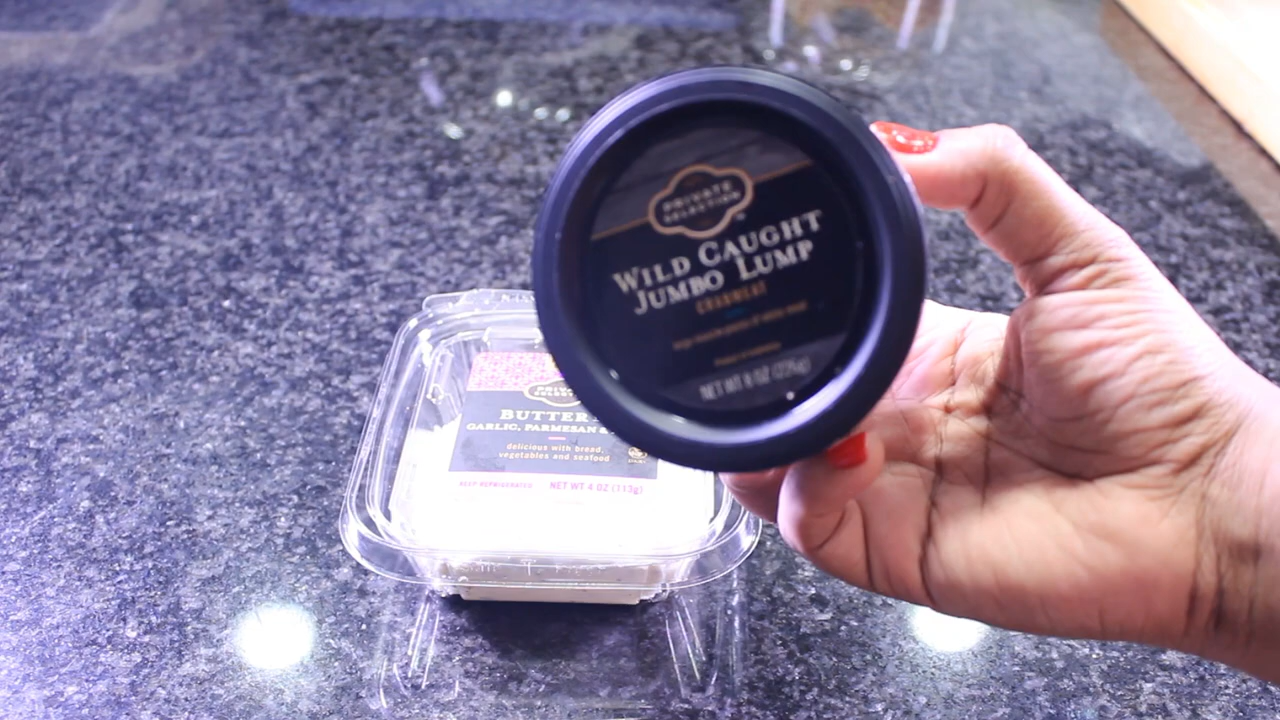 PRIVATE
SELECTION
WILD CAUGHT
JUMBO LUMP
CRABMEAT
NET WT 8 OZ (226g)
PRIVATE
SELECTION
BUTTER
GARLIC, PARMESAN &
delicious with bread,
vegetables and seafood
KEEP REFRIGERATED NET WT 4 OZ (113g)